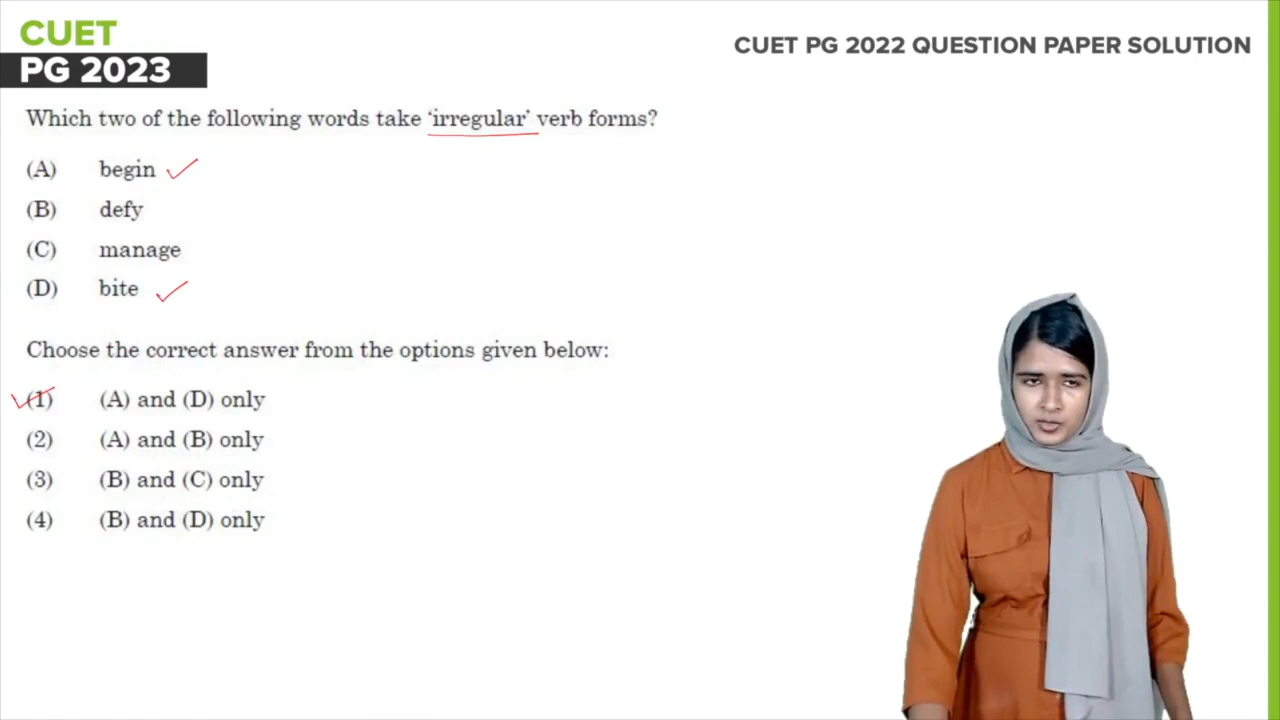 CUET
PG 2023
CUET PG 2022 QUESTION PAPER SOLUTION
Which two of the following words take ‘irregular’ verb forms?
(A) begin
(B) defy
(C) manage
(D) bite
Choose the correct answer from the options given below:
(1) (A) and (D) only
(2) (A) and (B) only
(3) (B) and (C) only
(4) (B) and (D) only